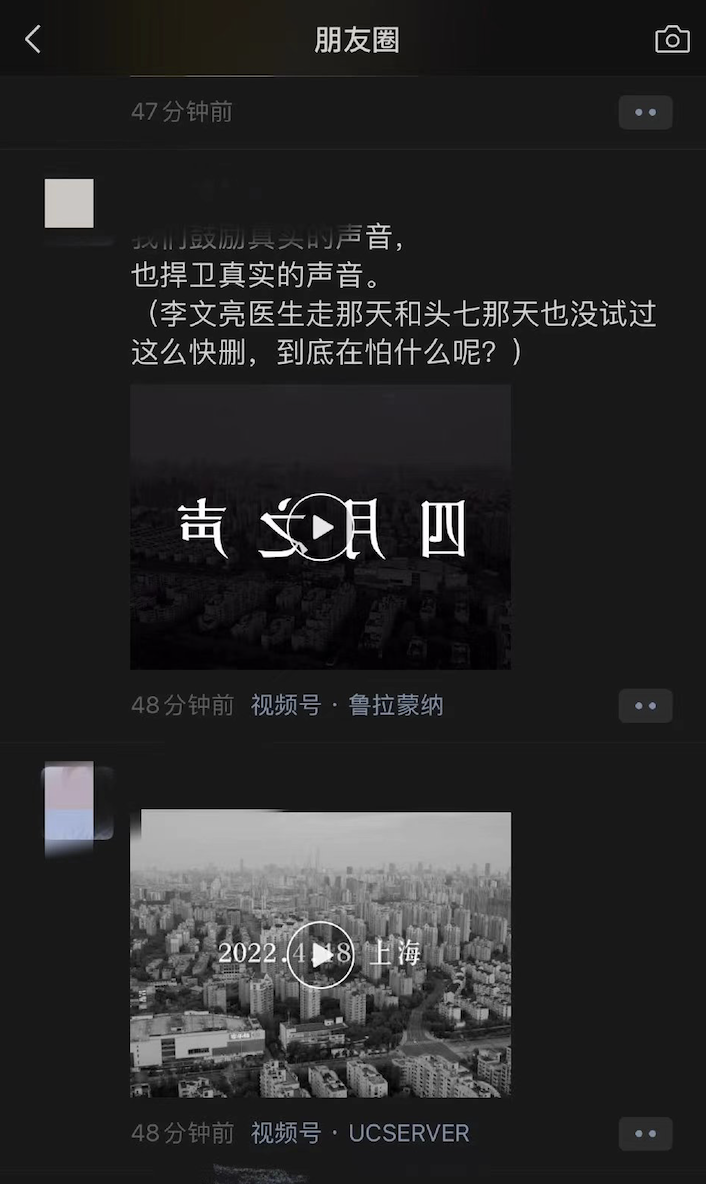 朋友圈
47分钟前
我们鼓励真实的声音，
也捍卫真实的声音。
（李文亮医生走那天和头七那天也没试过
这么快删，到底在怕什么呢？）
四月之声
48分钟前 视频号 · 鲁拉蒙纳
2022.4.18 上海
48分钟前 视频号 · UCSERVER